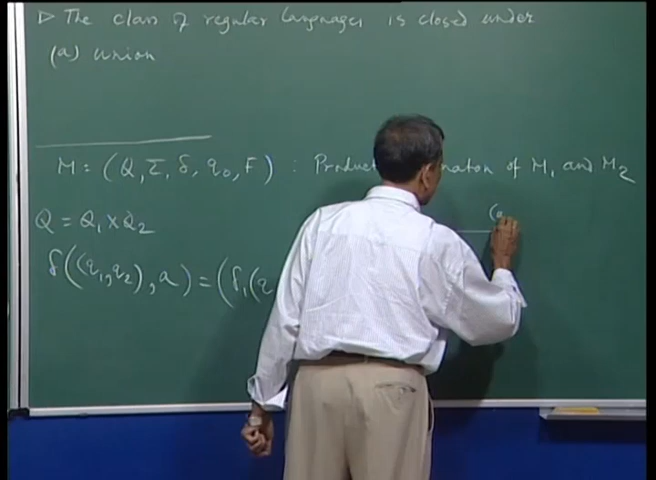 ▷ The class of regular languages is closed under
(a) union
M = (Q, Σ, δ, q₀, F) : Product of M₁ and M₂
Q = Q₁ × Q₂
δ((q₁, q₂), a) = (δ₁(q